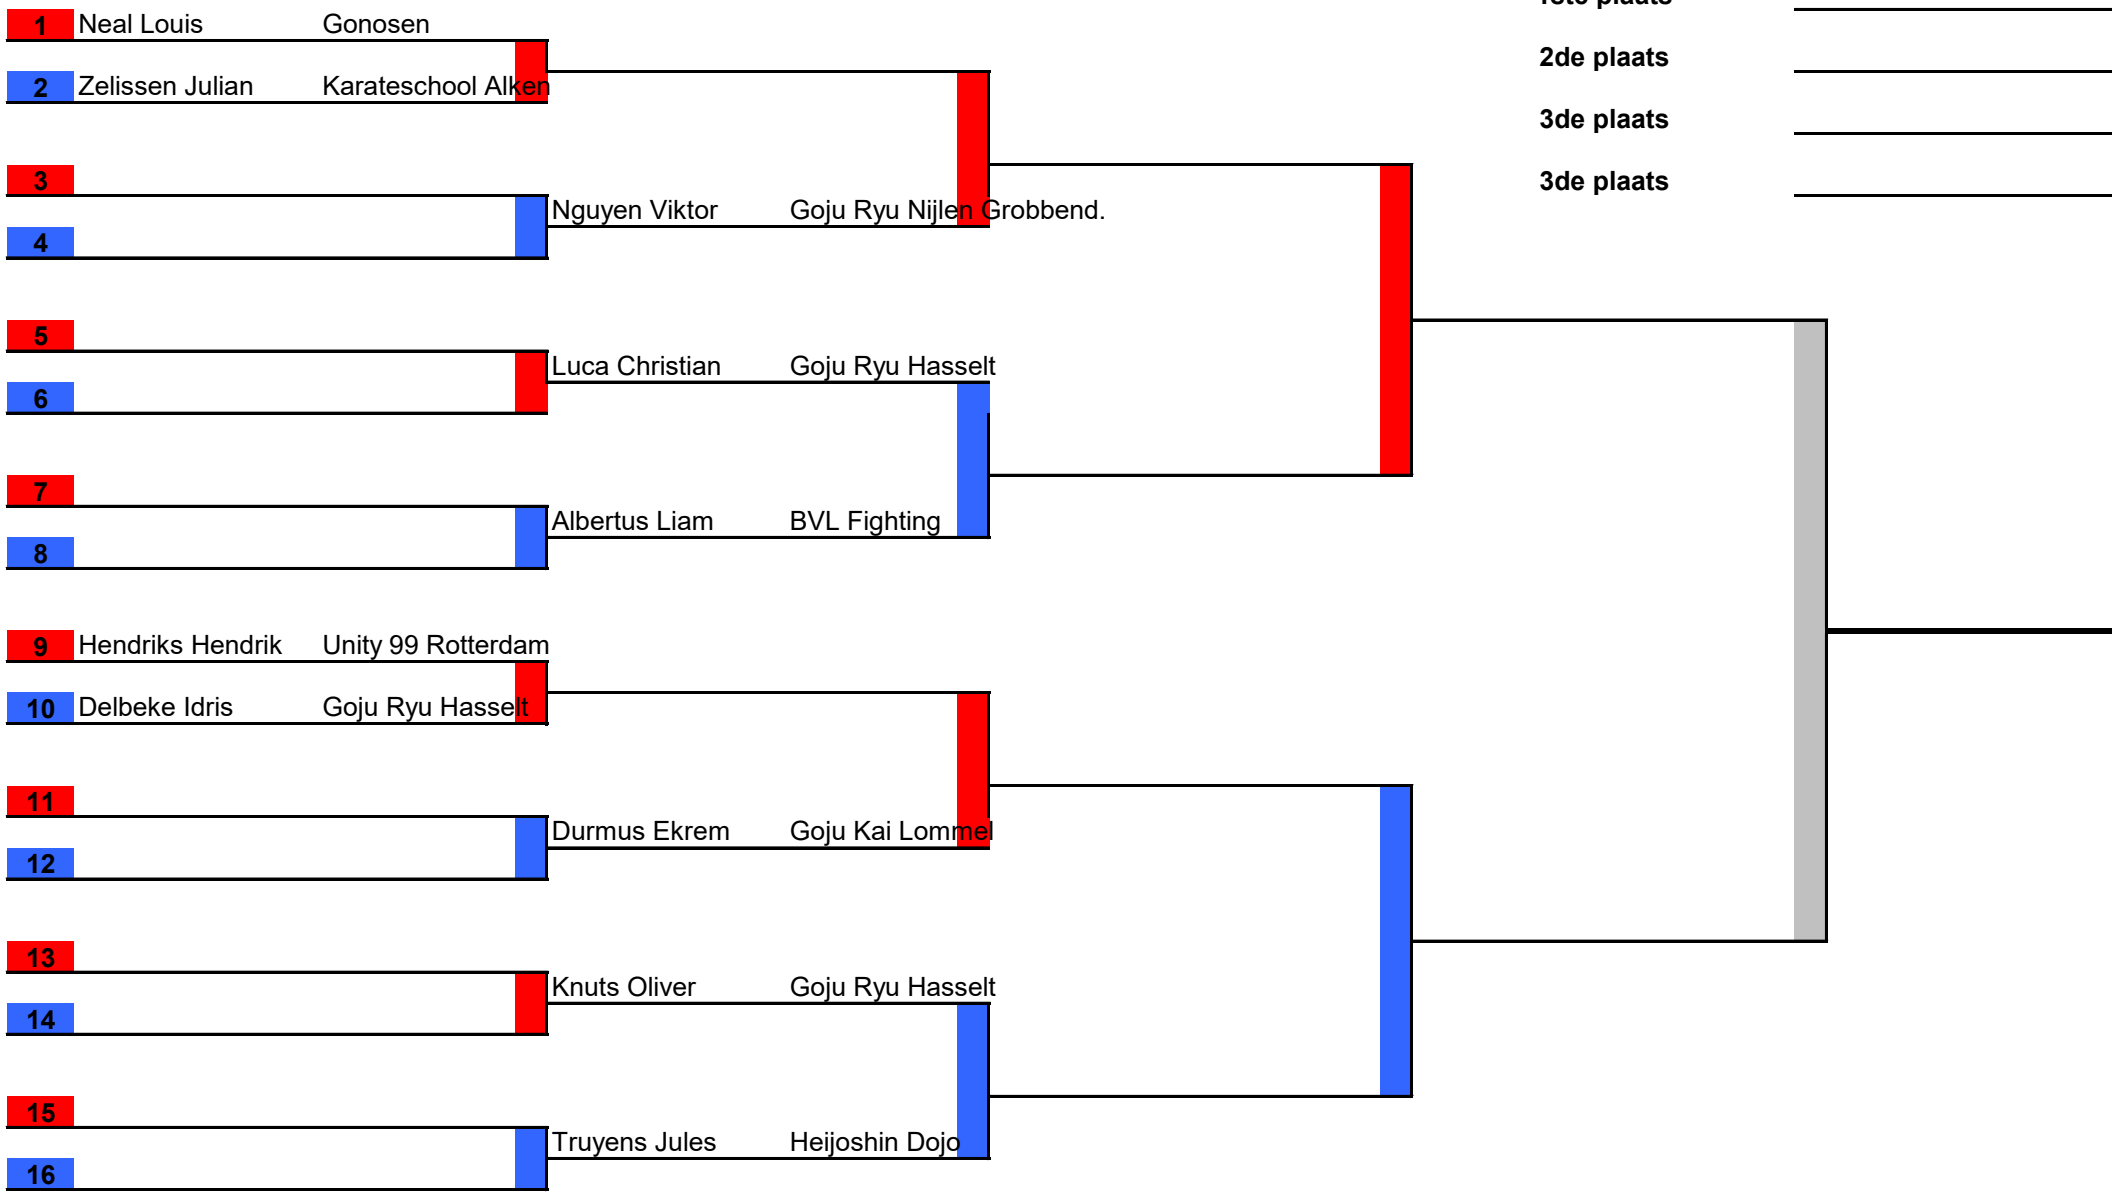 1 Neal Louis Gonosen
2de plaats
2 Zelissen Julian Karateschool Alken
3de plaats
3
3de plaats
Nguyen Viktor Goju Ryu Nijlen Grobbend.
4
5
Luca Christian Goju Ryu Hasselt
6
7
Albertus Liam BVL Fighting
8
9 Hendriks Hendrik Unity 99 Rotterdam
10 Delbeke Idris Goju Ryu Hasselt
11
Durmus Ekrem Goju Kai Lommel
12
13
Knuts Oliver Goju Ryu Hasselt
14
15
Truyens Jules Heijoshin Dojo
16